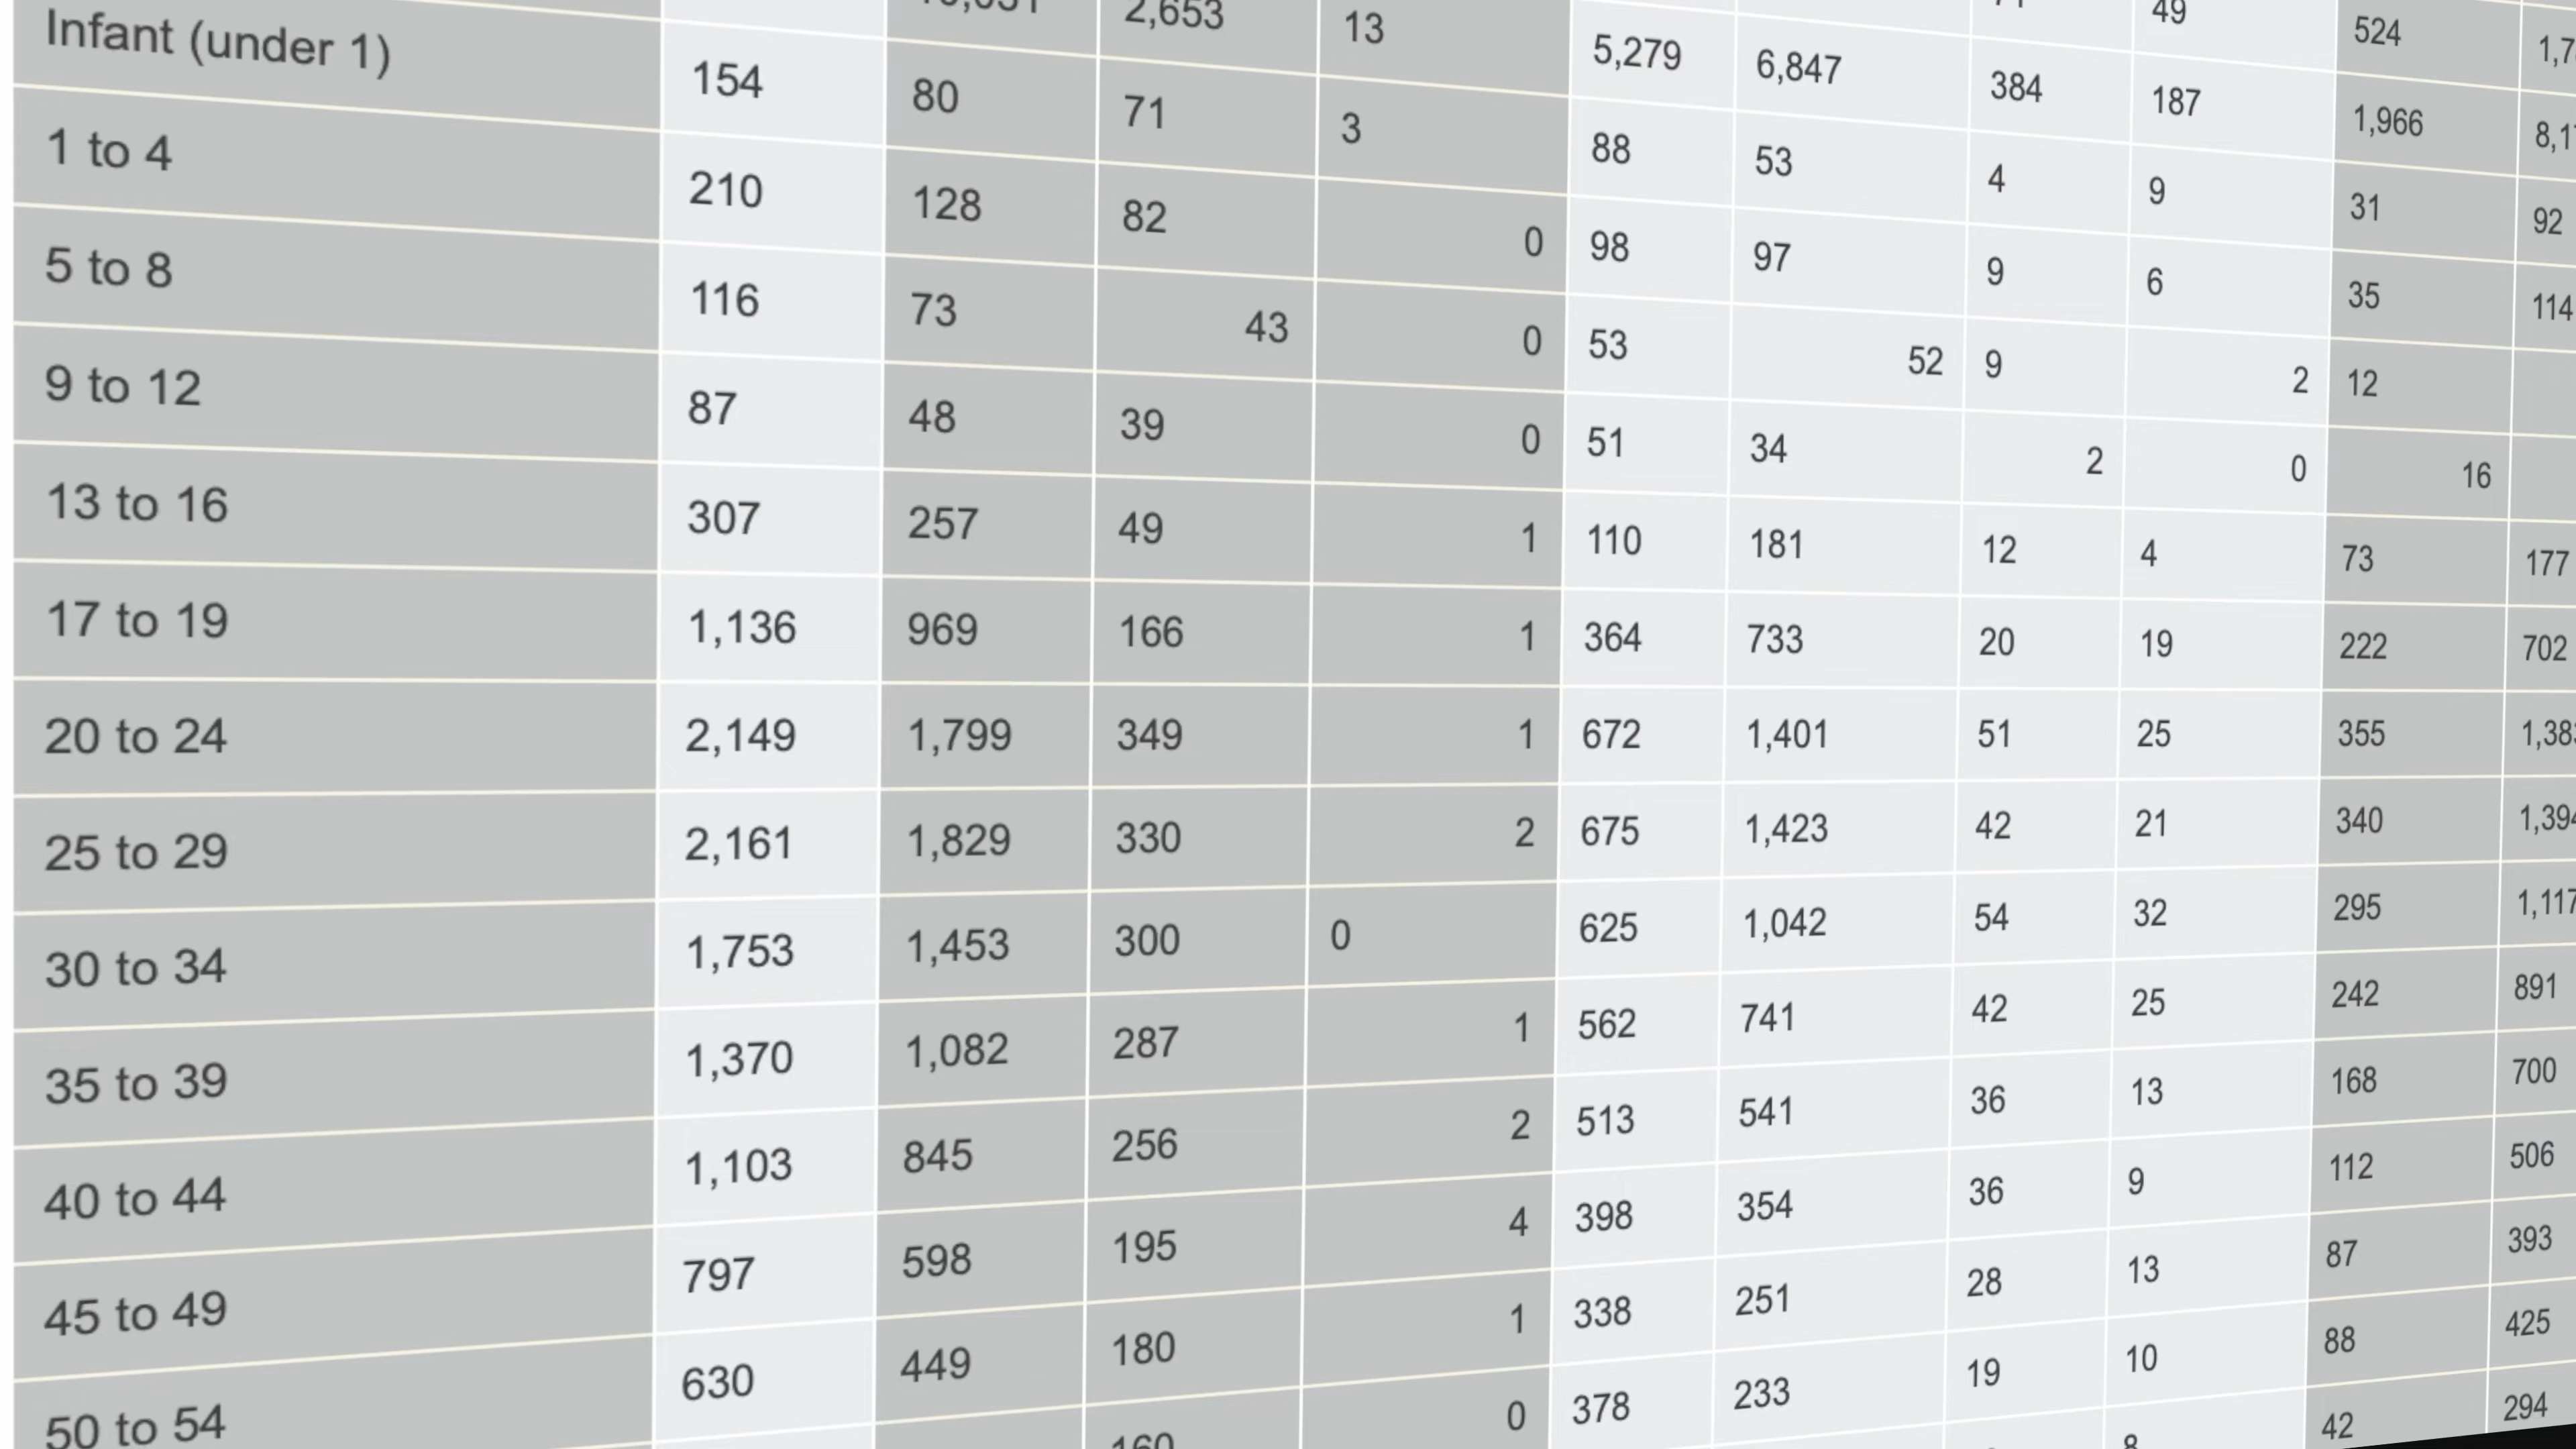 49 524
2,653 13 5,279 6,847 384 187 1,966
Infant (under 1) 154 80 71 3 88 53 4 9 31 92
1 to 4 210 128 82 0 98 97 9 6 35 114
5 to 8 116 73 43 0 53 52 9 2 12
9 to 12 87 48 39 0 51 34 2 0 16
13 to 16 307 257 49 1 110 181 12 4 73 177
17 to 19 1,136 969 166 1 364 733 20 19 222 702
20 to 24 2,149 1,799 349 1 672 1,401 51 25 355
25 to 29 2,161 1,829 330 2 675 1,423 42 21 340 1,394
30 to 34 1,753 1,453 300 0 625 1,042 54 32 295 1,117
35 to 39 1,370 1,082 287 1 562 741 42 25 242 891
40 to 44 1,103 845 256 2 513 541 36 13 168 700
45 to 49 797 598 195 4 398 354 36 9 112 506
50 to 54 630 449 180 1 338 251 28 13 87 393
160 0 378 233 19 10 88 425
8 42 294